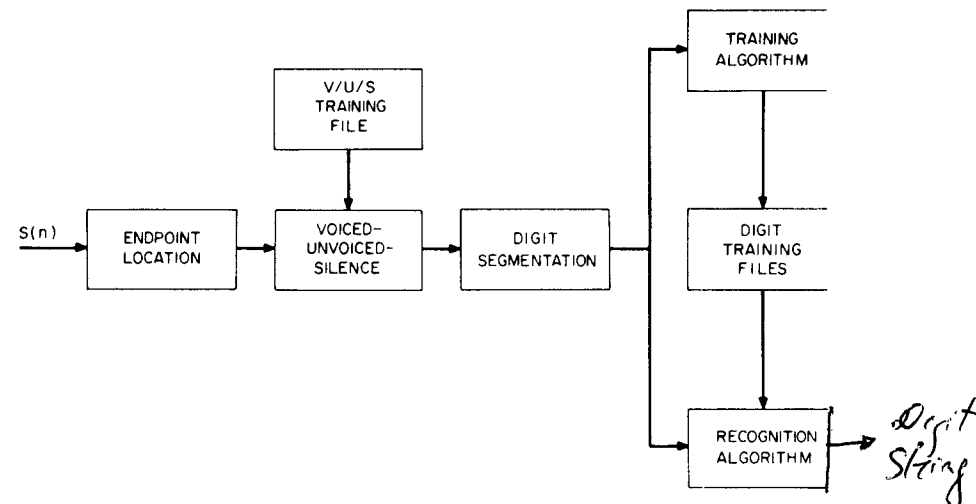 TRAINING
ALGORITHM
V/U/S
TRAINING
FILE
S(n)
ENDPOINT
LOCATION
VOICED-
UNVOICED-
SILENCE
DIGIT
SEGMENTATION
DIGIT
TRAINING
FILES
RECOGNITION
ALGORITHM
Digit
String